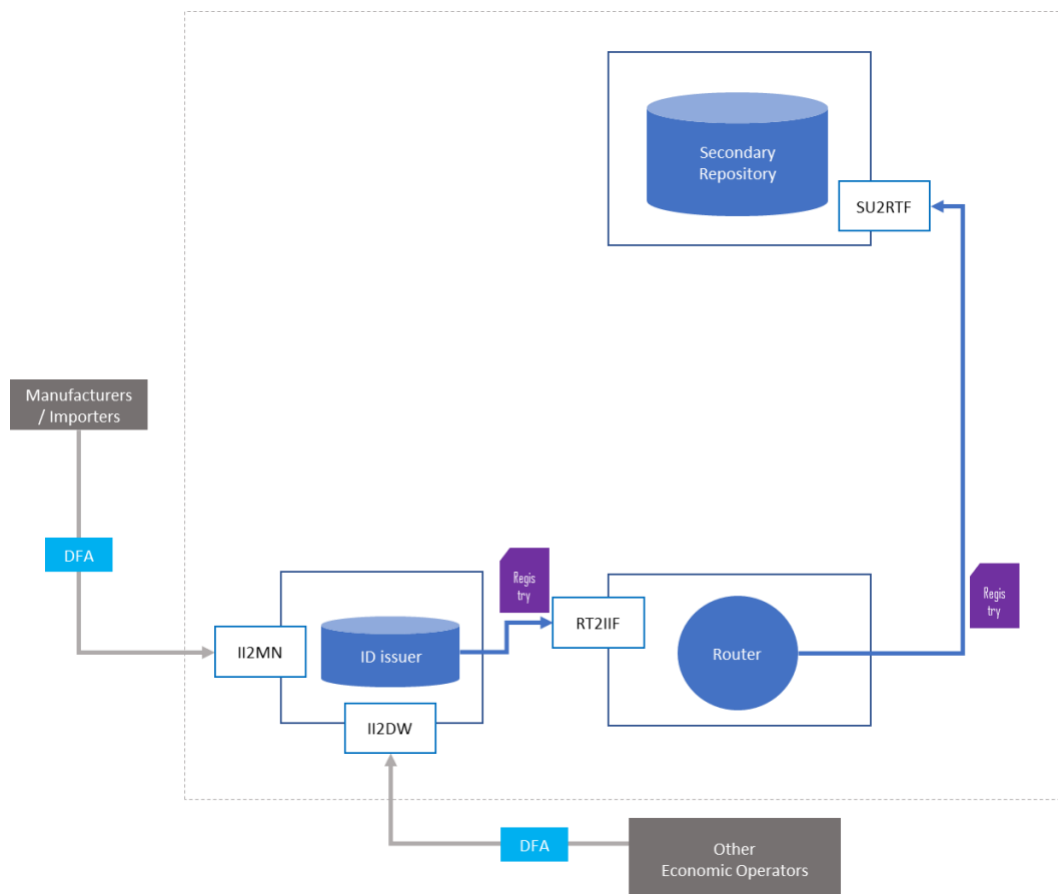 Secondary
Repository
SU2RTF
Manufacturers
/ Importers
DFA
Regis
try
Regis
try
RT2IIF
II2MN
ID issuer
Router
II2DW
DFA
Other
Economic Operators